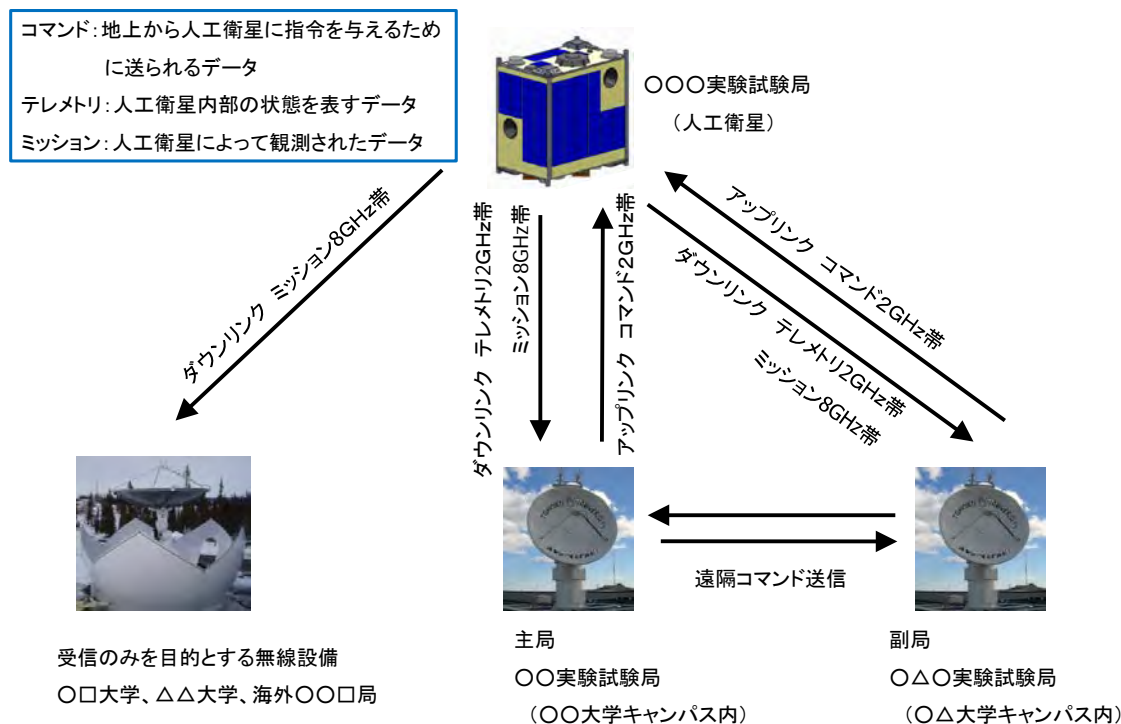 コマンド：地上から人工衛星に指令を与えるため
に送られるデータ
テレメトリ：人工衛星内部の状態を表すデータ
ミッション：人工衛星によって観測されたデータ
〇〇〇実験試験局
（人工衛星）
ダウンリンク ミッション8GHz帯
ダウンリンク テレメトリ2GHz帯
ミッション8GHz帯
アップリンク コマンド2GHz帯
アップリンク コマンド2GHz帯
ダウンリンク テレメトリ2GHz帯
ミッション8GHz帯
遠隔コマンド送信
受信のみを目的とする無線設備
〇□大学、△△大学、海外〇〇□局
主局
〇〇実験試験局
（〇〇大学キャンパス内）
副局
〇△〇実験試験局
（〇△大学キャンパス内）